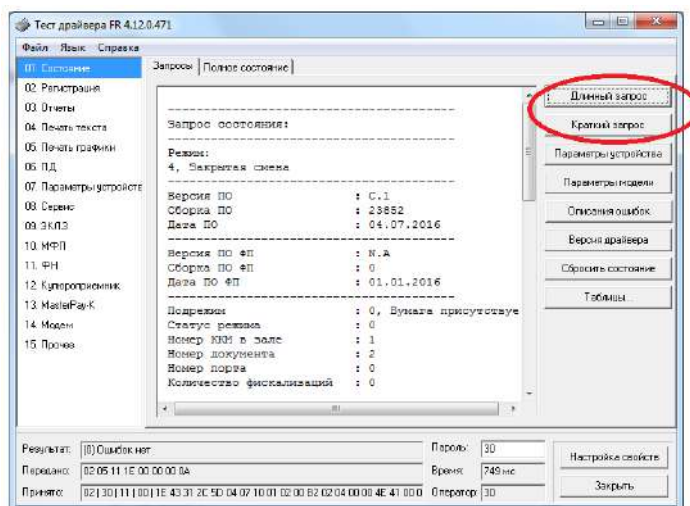 Тест драйвера FR 4.12.0.471
Файл Язык Справка
01. Состояние
02. Регистрация
03. Отчеты
04. Печать текста
05. Печать графики
06. ПД
07. Параметры устройств
08. Сервис
09. ЭКЛЗ
10. МФП
11. ФН
12. Купюроприемник
13. MasterPay-K
14. Модем
15. Прочее
Запросы Полное состояние
Запрос состояния:
Режим:
4, Закрытая смена
Версия ПО : C.1
Сборка ПО : 23852
Дата ПО : 04.07.2016
Версия ПО ФП : N.A
Сборка ПО ФП : 0
Дата ПО ФП : 01.01.2016
Подрежим : 0, Бумага присутствуе
Статус режима : 0
Номер ККМ в зале : 1
Номер документа : 2
Номер порта : 0
Количество фискализаций : 0
Длинный запрос
Краткий запрос
Параметры устройства
Параметры модели
Описания ошибок
Версия драйвера
Сбросить состояние
Таблицы...
Результат: (0) Ошибок нет
Пароль: 30
Передано: 02 05 11 1E 00 00 00 0A
Время: 749 мс
Принято: 02 | 30 | 11 | 00 | 1E 43 31 2C 5D 04 07 10 01 02 00 B2 02 04 00 00 4E 41 00 0
Оператор: 30
Настройка свойств
Закрыть